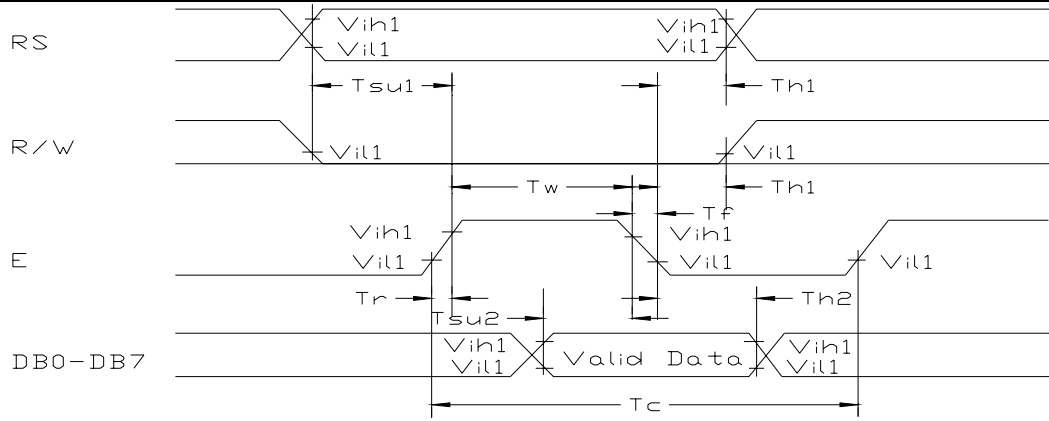 RS
Vih1
Vil1
Vih1
Vil1
Tsu1
Th1
R/W
Vil1
Vil1
Tw
Th1
Tf
E
Vih1
Vil1
Vih1
Vil1
Vil1
Tr
Tsu2
Th2
DB0-DB7
Vih1
Vil1
Valid Data
Vih1
Vil1
Tc